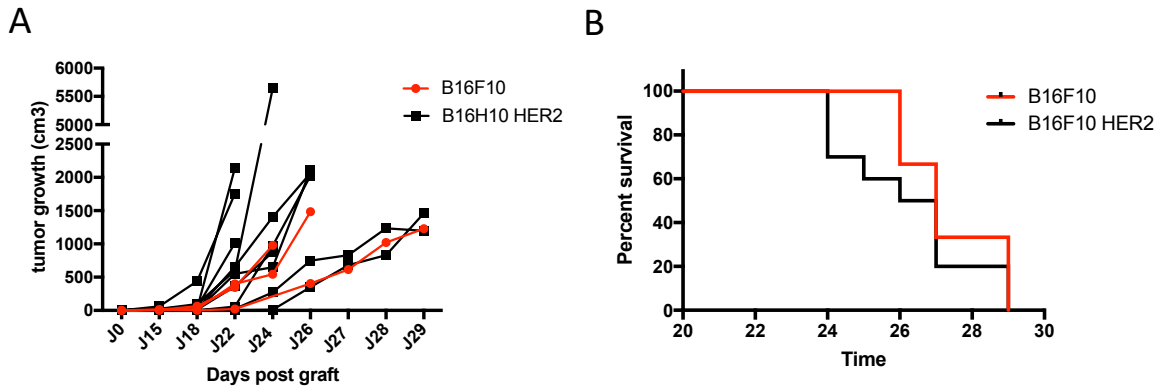 A
tumor growth (cm3)
6000
5500
5000
2500
2000
1500
1000
500
0
J0 J15 J18 J22 J24 J26 J27 J28 J29
Days post graft
B16F10
B16H10 HER2
B
Percent survival
100
80
60
40
20
0
20 22 24 26 28 30
Time
B16F10
B16F10 HER2